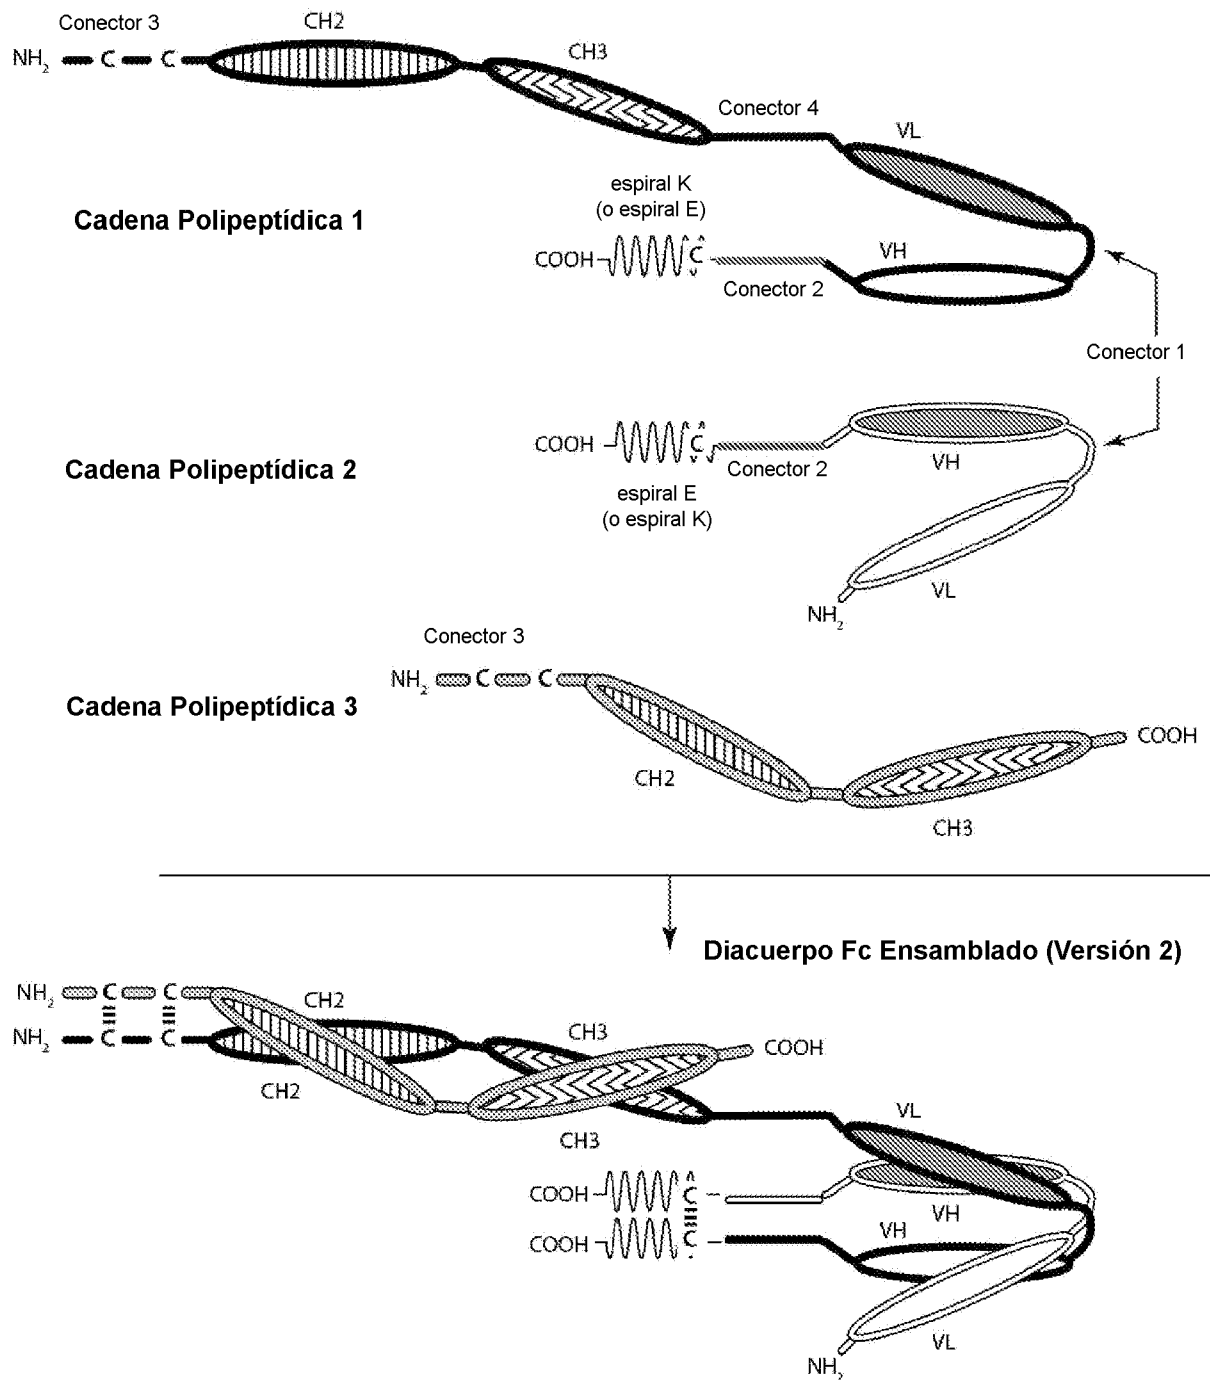 Conector 3
CH2
NH2 C C
CH3
Conector 4
VL
espiral K
(o espiral E)
Cadena Polipeptídica 1
COOH C
VH
Conector 2
Conector 1
COOH C
Cadena Polipeptídica 2
Conector 2
VH
espiral E
(o espiral K)
VL
NH2
Conector 3
NH2 C C
Cadena Polipeptídica 3
COOH
CH2
CH3
Diacuerpo Fc Ensamblado (Versión 2)
NH2 C C
CH2
NH2 C C
CH3
COOH
CH2
VL
CH3
COOH C
VH
VH
COOH C
VL
NH2